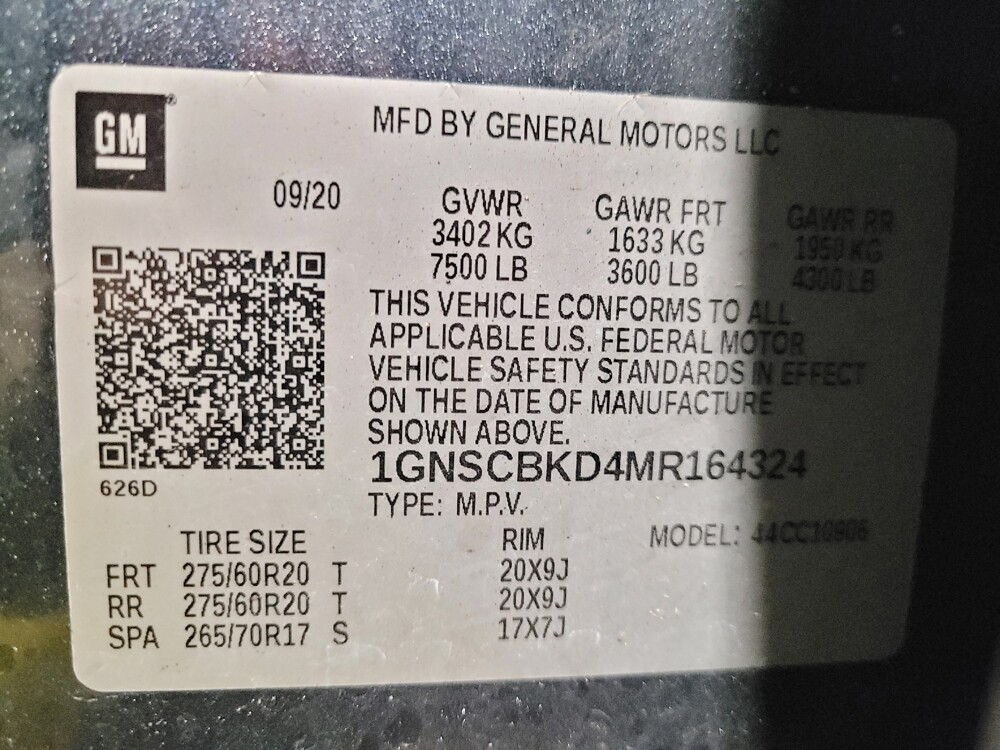 GM
MFD BY GENERAL MOTORS LLC
09/20
GVWR GAWR FRT GAWR RR
3402 KG 1633 KG 1950 KG
7500 LB 3600 LB 4300 LB
THIS VEHICLE CONFORMS TO ALL
APPLICABLE U.S. FEDERAL MOTOR
VEHICLE SAFETY STANDARDS IN EFFECT
ON THE DATE OF MANUFACTURE
SHOWN ABOVE.
1GNSCBKD4MR164324
626D
TYPE: M.P.V.
TIRE SIZE RIM MODEL: 44CC10906
FRT 275/60R20 T 20X9J
RR 275/60R20 T 20X9J
SPA 265/70R17 S 17X7J